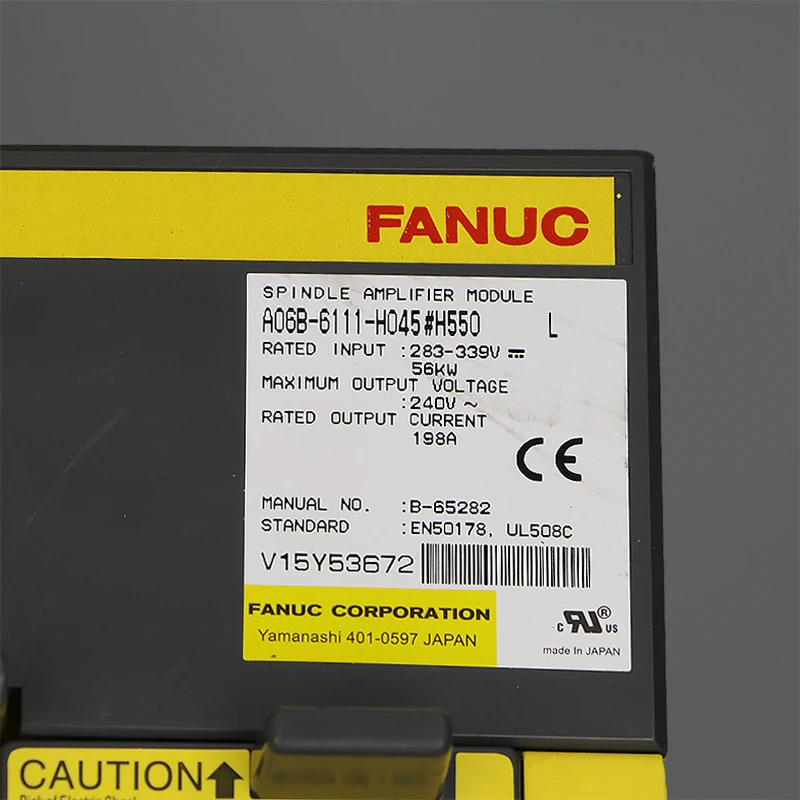 FANUC
SPINDLE AMPLIFIER MODULE
A06B-6111-H045#H550 L
RATED INPUT :283-339V ⎓
56KW
MAXIMUM OUTPUT VOLTAGE
:240V ~
RATED OUTPUT CURRENT
198A
CE
MANUAL NO. :B-65282
STANDARD :EN50178, UL508C
V15Y53672
FANUC CORPORATION
Yamanashi 401-0597 JAPAN
c RU® US
made In JAPAN
CAUTION